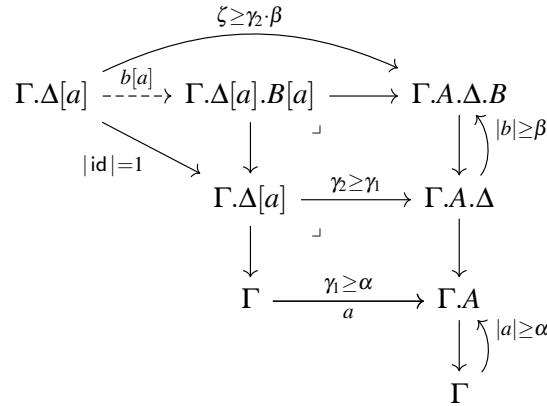 ζ≥γ₂·β
b[a]
Γ.Δ[a] Γ.Δ[a].B[a] Γ.A.Δ.B
|id|=1 |b|≥β
γ₂≥γ₁
Γ.Δ[a] Γ.A.Δ
γ₁≥α
Γ Γ.A
a
|a|≥α
Γ